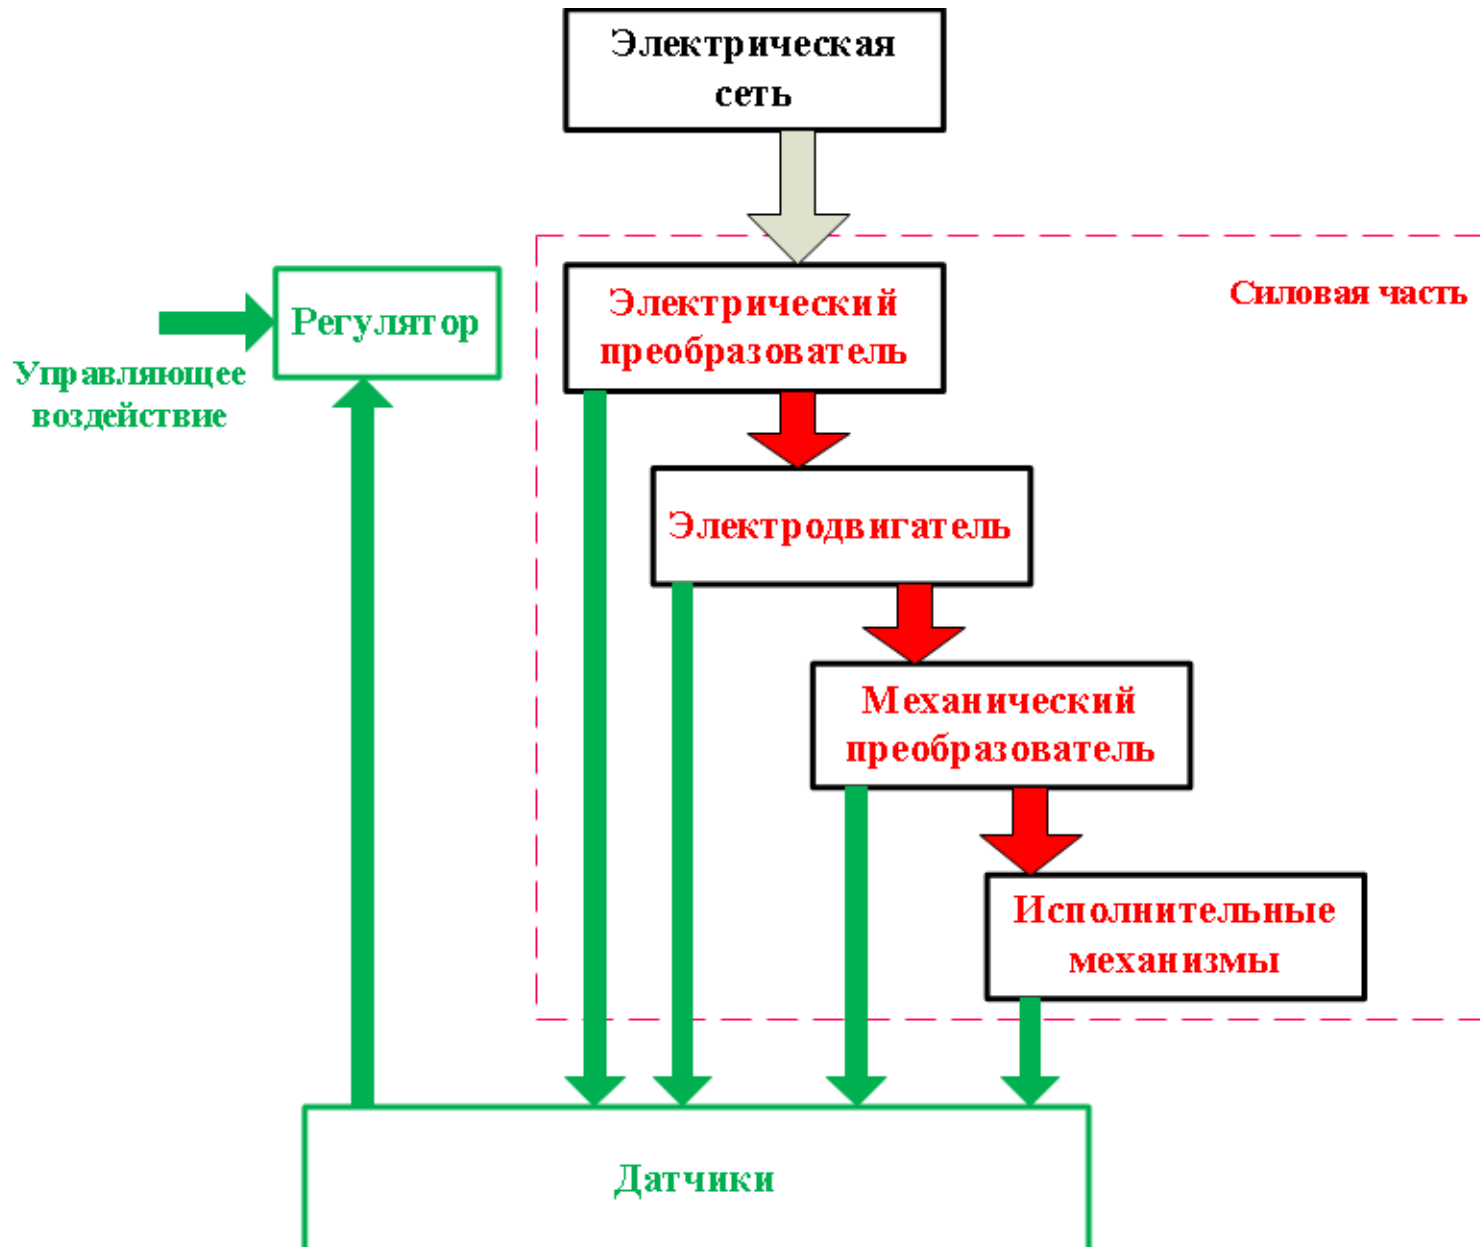 Электрическая
сеть
Силовая часть
Электрический
преобразователь
Регулятор
Управляющее
воздействие
Электродвигатель
Механический
преобразователь
Исполнительные
механизмы
Датчики